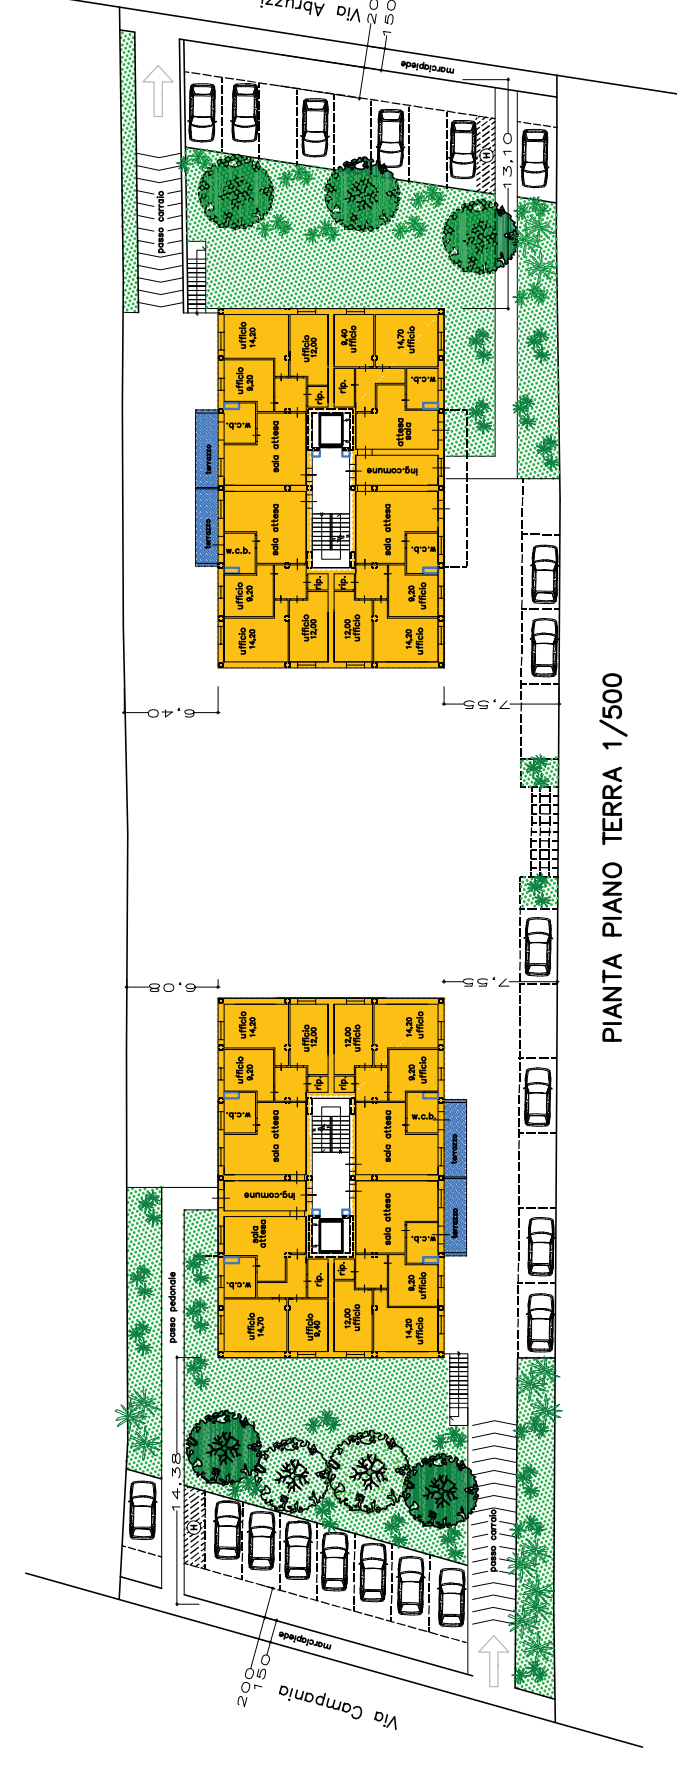 Via Abruzzi
20
150
marciapiede
H
13,10
passo carraio
ufficio
14,20
ufficio
12,00
9,40
ufficio
14,70
ufficio
ufficio
9,20
rip.
rip.
w.c.b.
w.c.b.
sala attesa
attesa
sala
ing.comune
terrazzo
terrazzo
sala attesa
sala attesa
w.c.b.
w.c.b.
ufficio
9,20
rip.
rip.
9,20
ufficio
ufficio
14,20
ufficio
12,00
12,00
ufficio
14,20
ufficio
6,40
7,55
PIANTA PIANO TERRA 1/500
6,08
7,55
ufficio
14,20
ufficio
12,00
12,00
ufficio
14,20
ufficio
ufficio
9,20
rip.
rip.
9,20
ufficio
w.c.b.
w.c.b.
sala attesa
sala attesa
terrazzo
terrazzo
ing.comune
sala
attesa
sala attesa
w.c.b.
w.c.b.
rip.
rip.
9,20
ufficio
ufficio
14,70
ufficio
9,40
12,00
ufficio
14,20
ufficio
passo pedonale
14,38
H
passo carraio
marciapiede
200
150
Via Campania